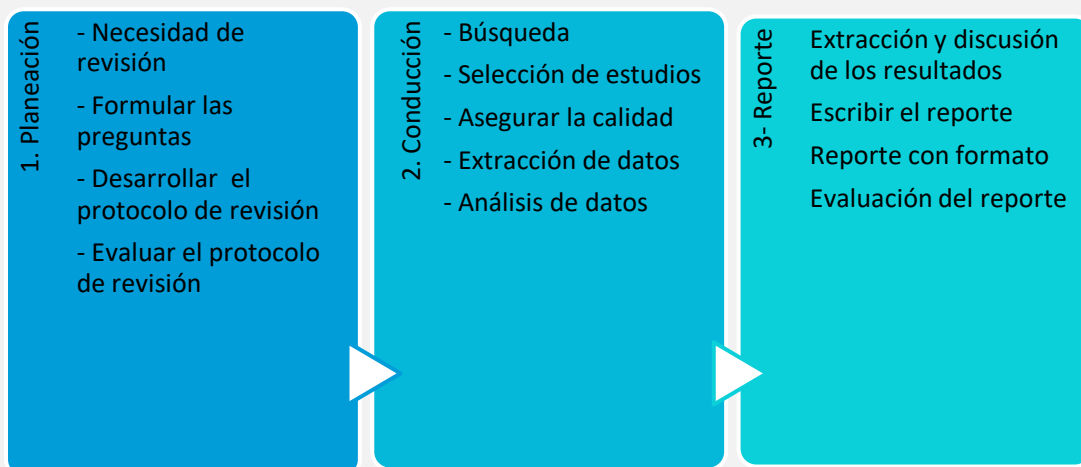 1. Planeación
- Necesidad de
revisión
- Formular las
preguntas
- Desarrollar el
protocolo de revisión
- Evaluar el protocolo
de revisión
2. Conducción
- Búsqueda
- Selección de estudios
- Asegurar la calidad
- Extracción de datos
- Análisis de datos
3- Reporte
Extracción y discusión
de los resultados
Escribir el reporte
Reporte con formato
Evaluación del reporte